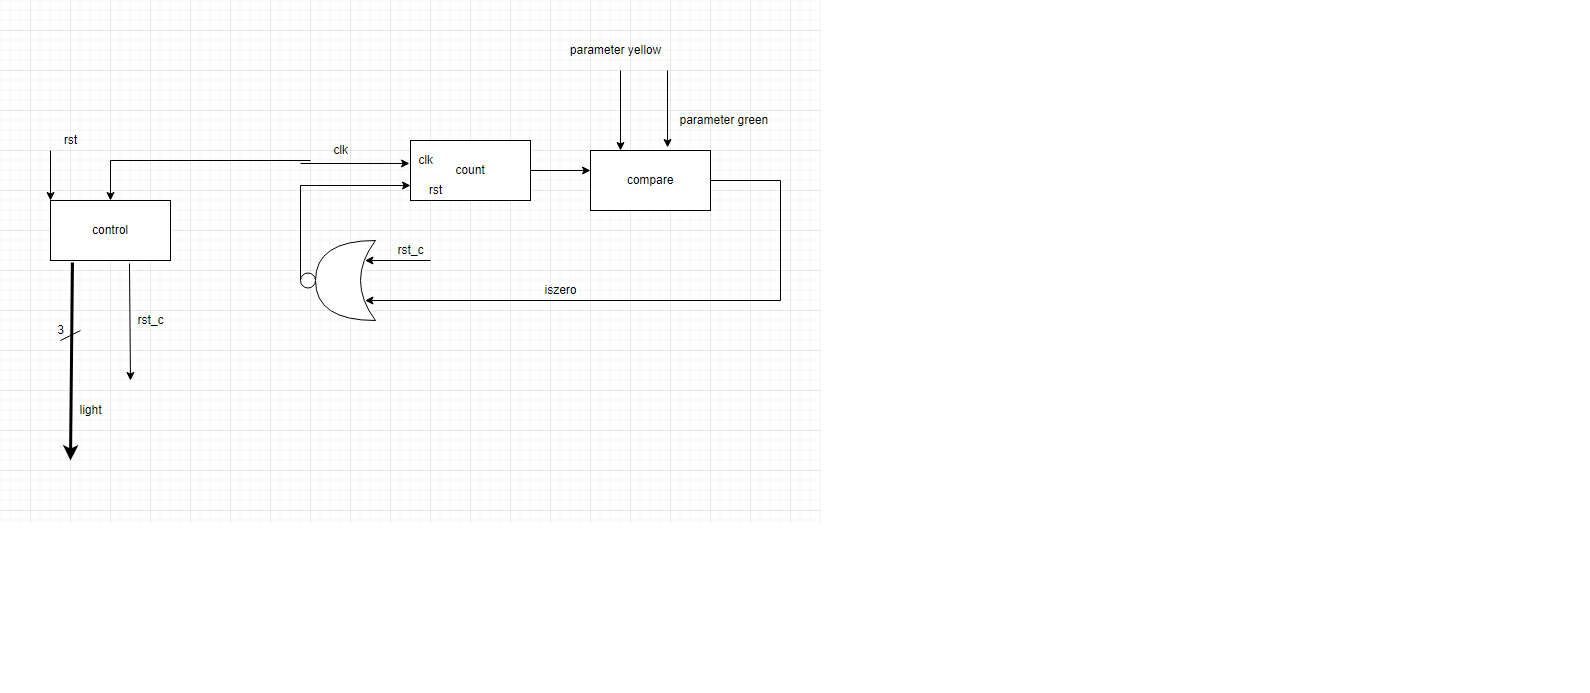 parameter yellow
parameter green
rst
clk
clk
count
rst
compare
control
rst_c
iszero
3
rst_c
light